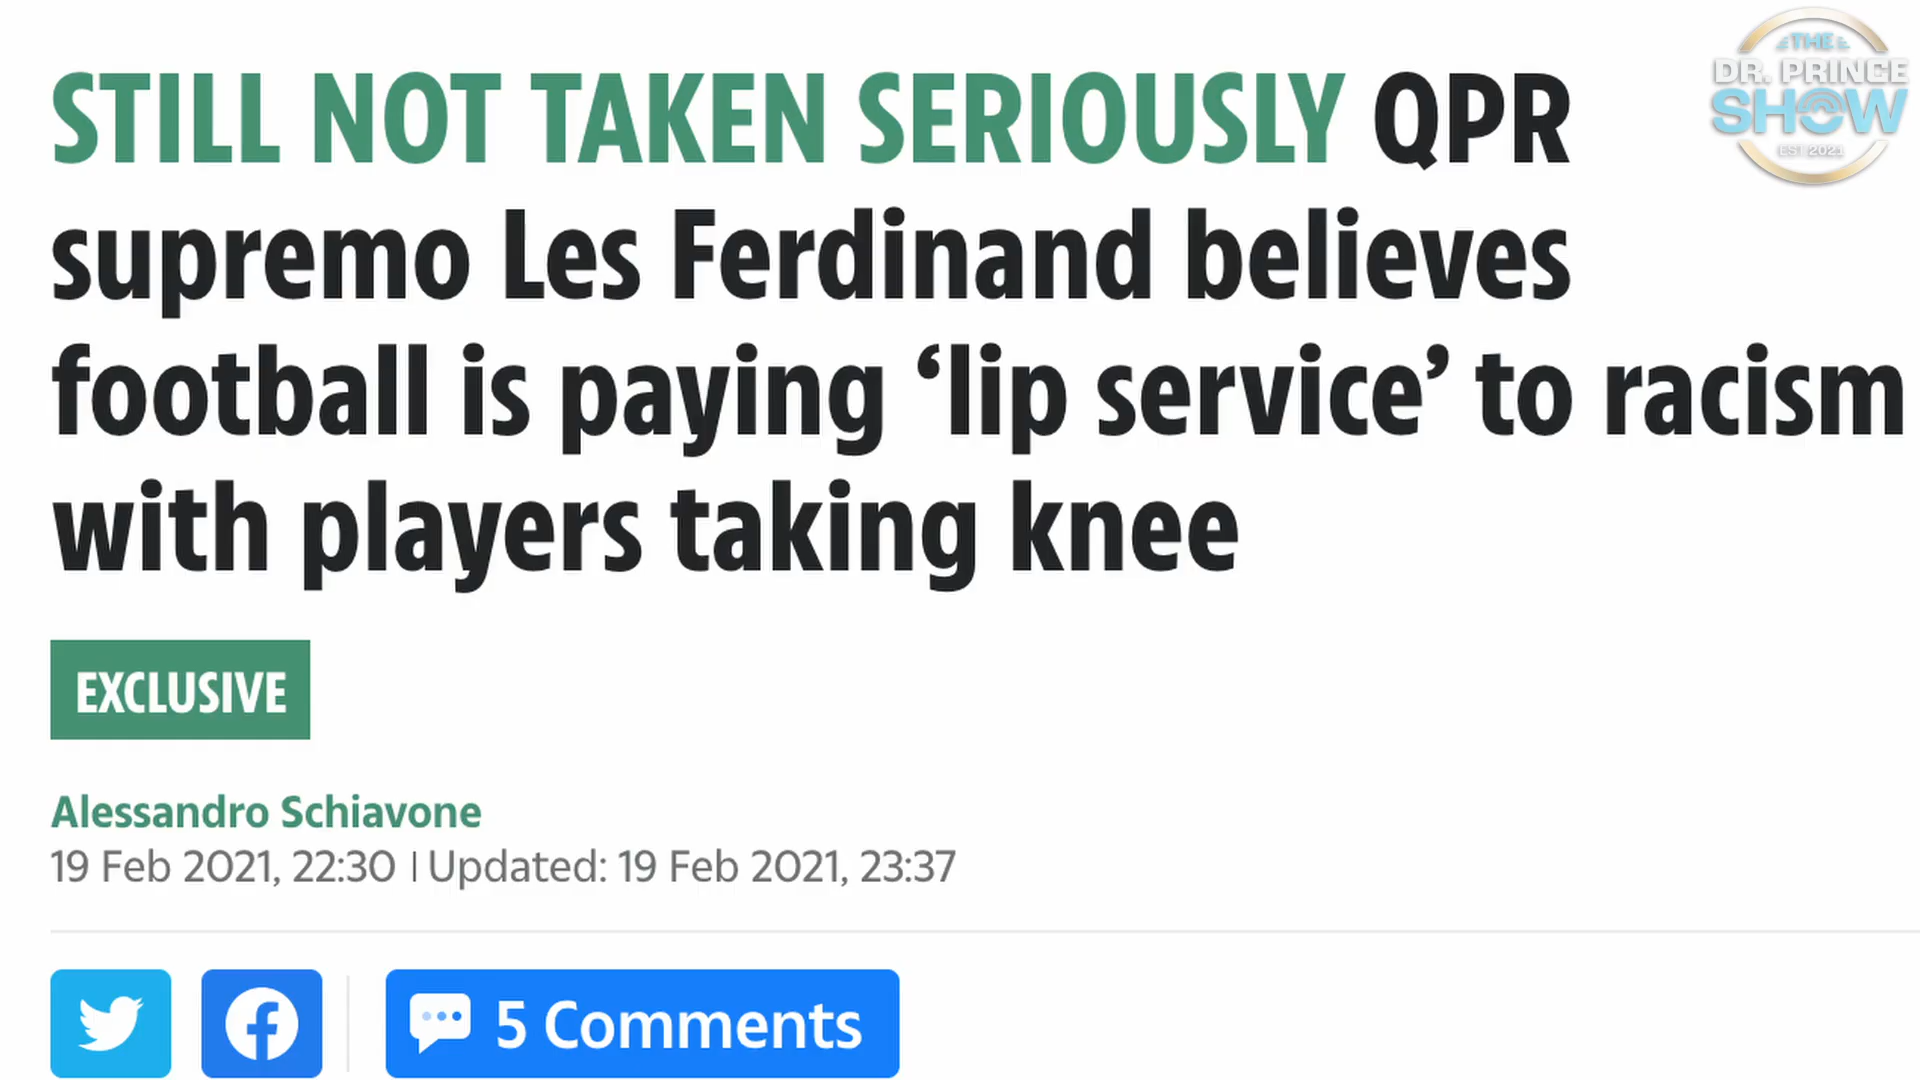 THE
DR. PRINCE
SHOW
EST 2021
STILL NOT TAKEN SERIOUSLY QPR
supremo Les Ferdinand believes
football is paying ‘lip service’ to racism
with players taking knee
EXCLUSIVE
Alessandro Schiavone
19 Feb 2021, 22:30 | Updated: 19 Feb 2021, 23:37
5 Comments